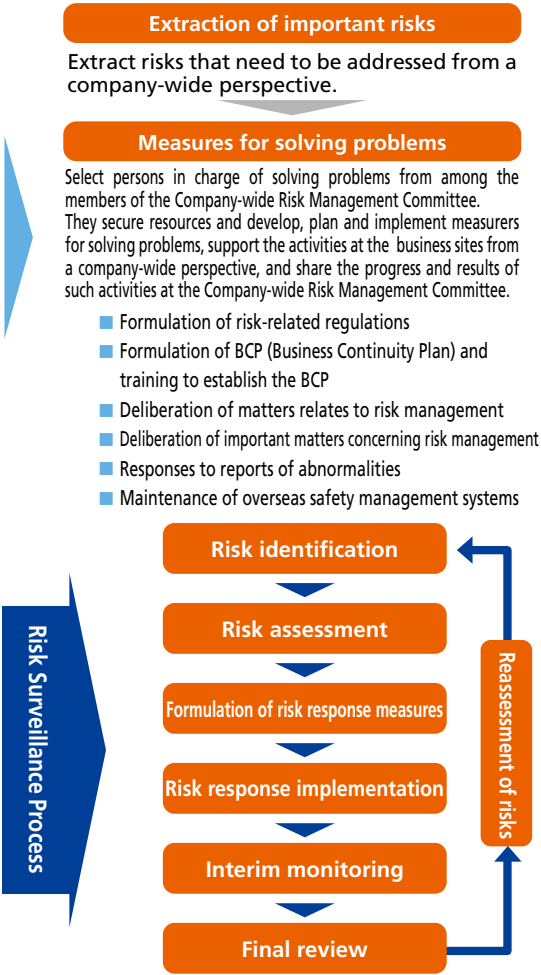 Extraction of important risks
Extract risks that need to be addressed from a
company-wide perspective.
Measures for solving problems
Select persons in charge of solving problems from among the
members of the Company-wide Risk Management Committee.
They secure resources and develop, plan and implement measurers
for solving problems, support the activities at the business sites from
a company-wide perspective, and share the progress and results of
such activities at the Company-wide Risk Management Committee.
Formulation of risk-related regulations
Formulation of BCP (Business Continuity Plan) and
training to establish the BCP
Deliberation of matters relates to risk management
Deliberation of important matters concerning risk management
Responses to reports of abnormalities
Maintenance of overseas safety management systems
Risk Surveillance Process
Risk identification
Risk assessment
Formulation of risk response measures
Risk response implementation
Interim monitoring
Final review
Reassessment of risks